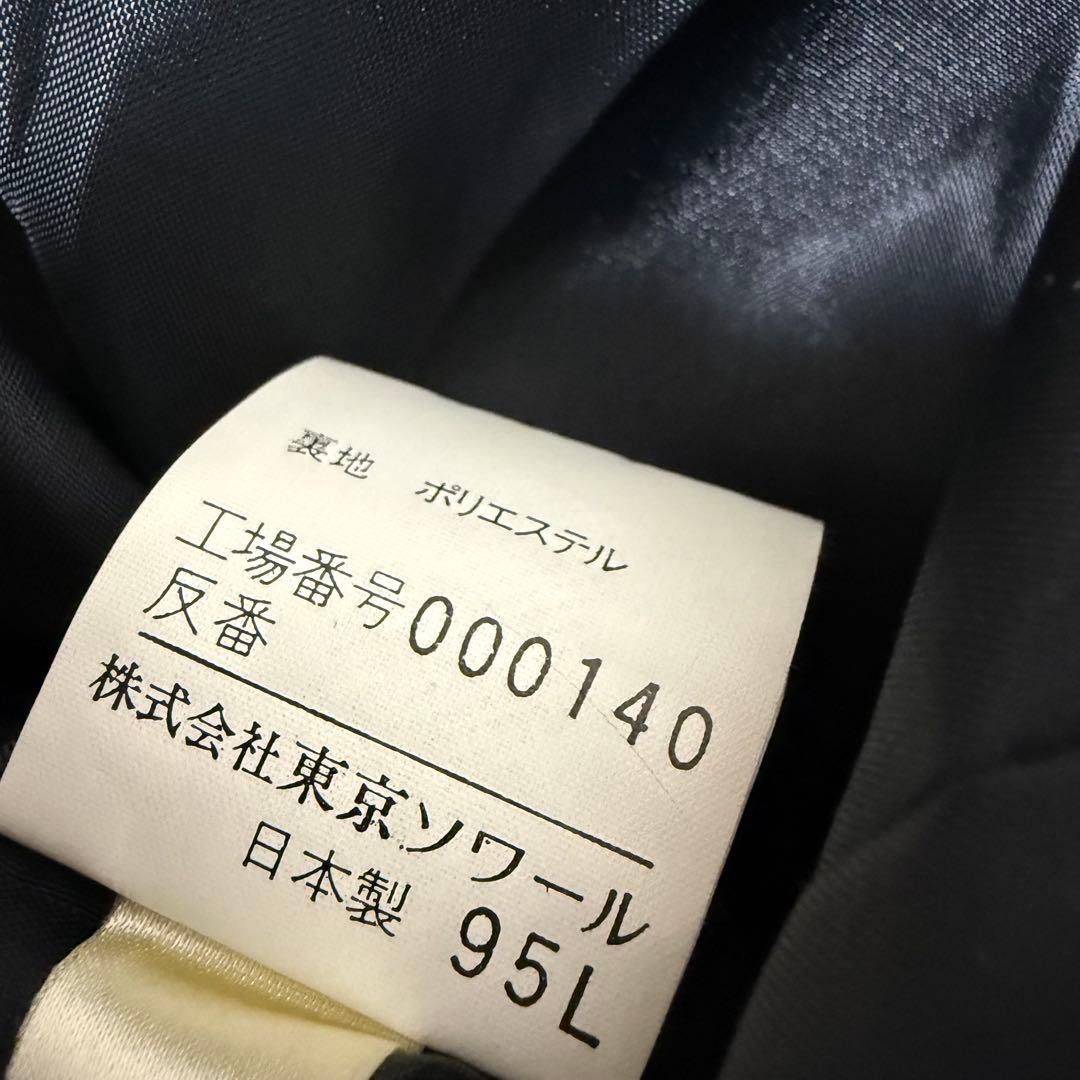 裏地 ポリエステル
工場番号000140
反番
株式会社東京ソワール
日本製 95L